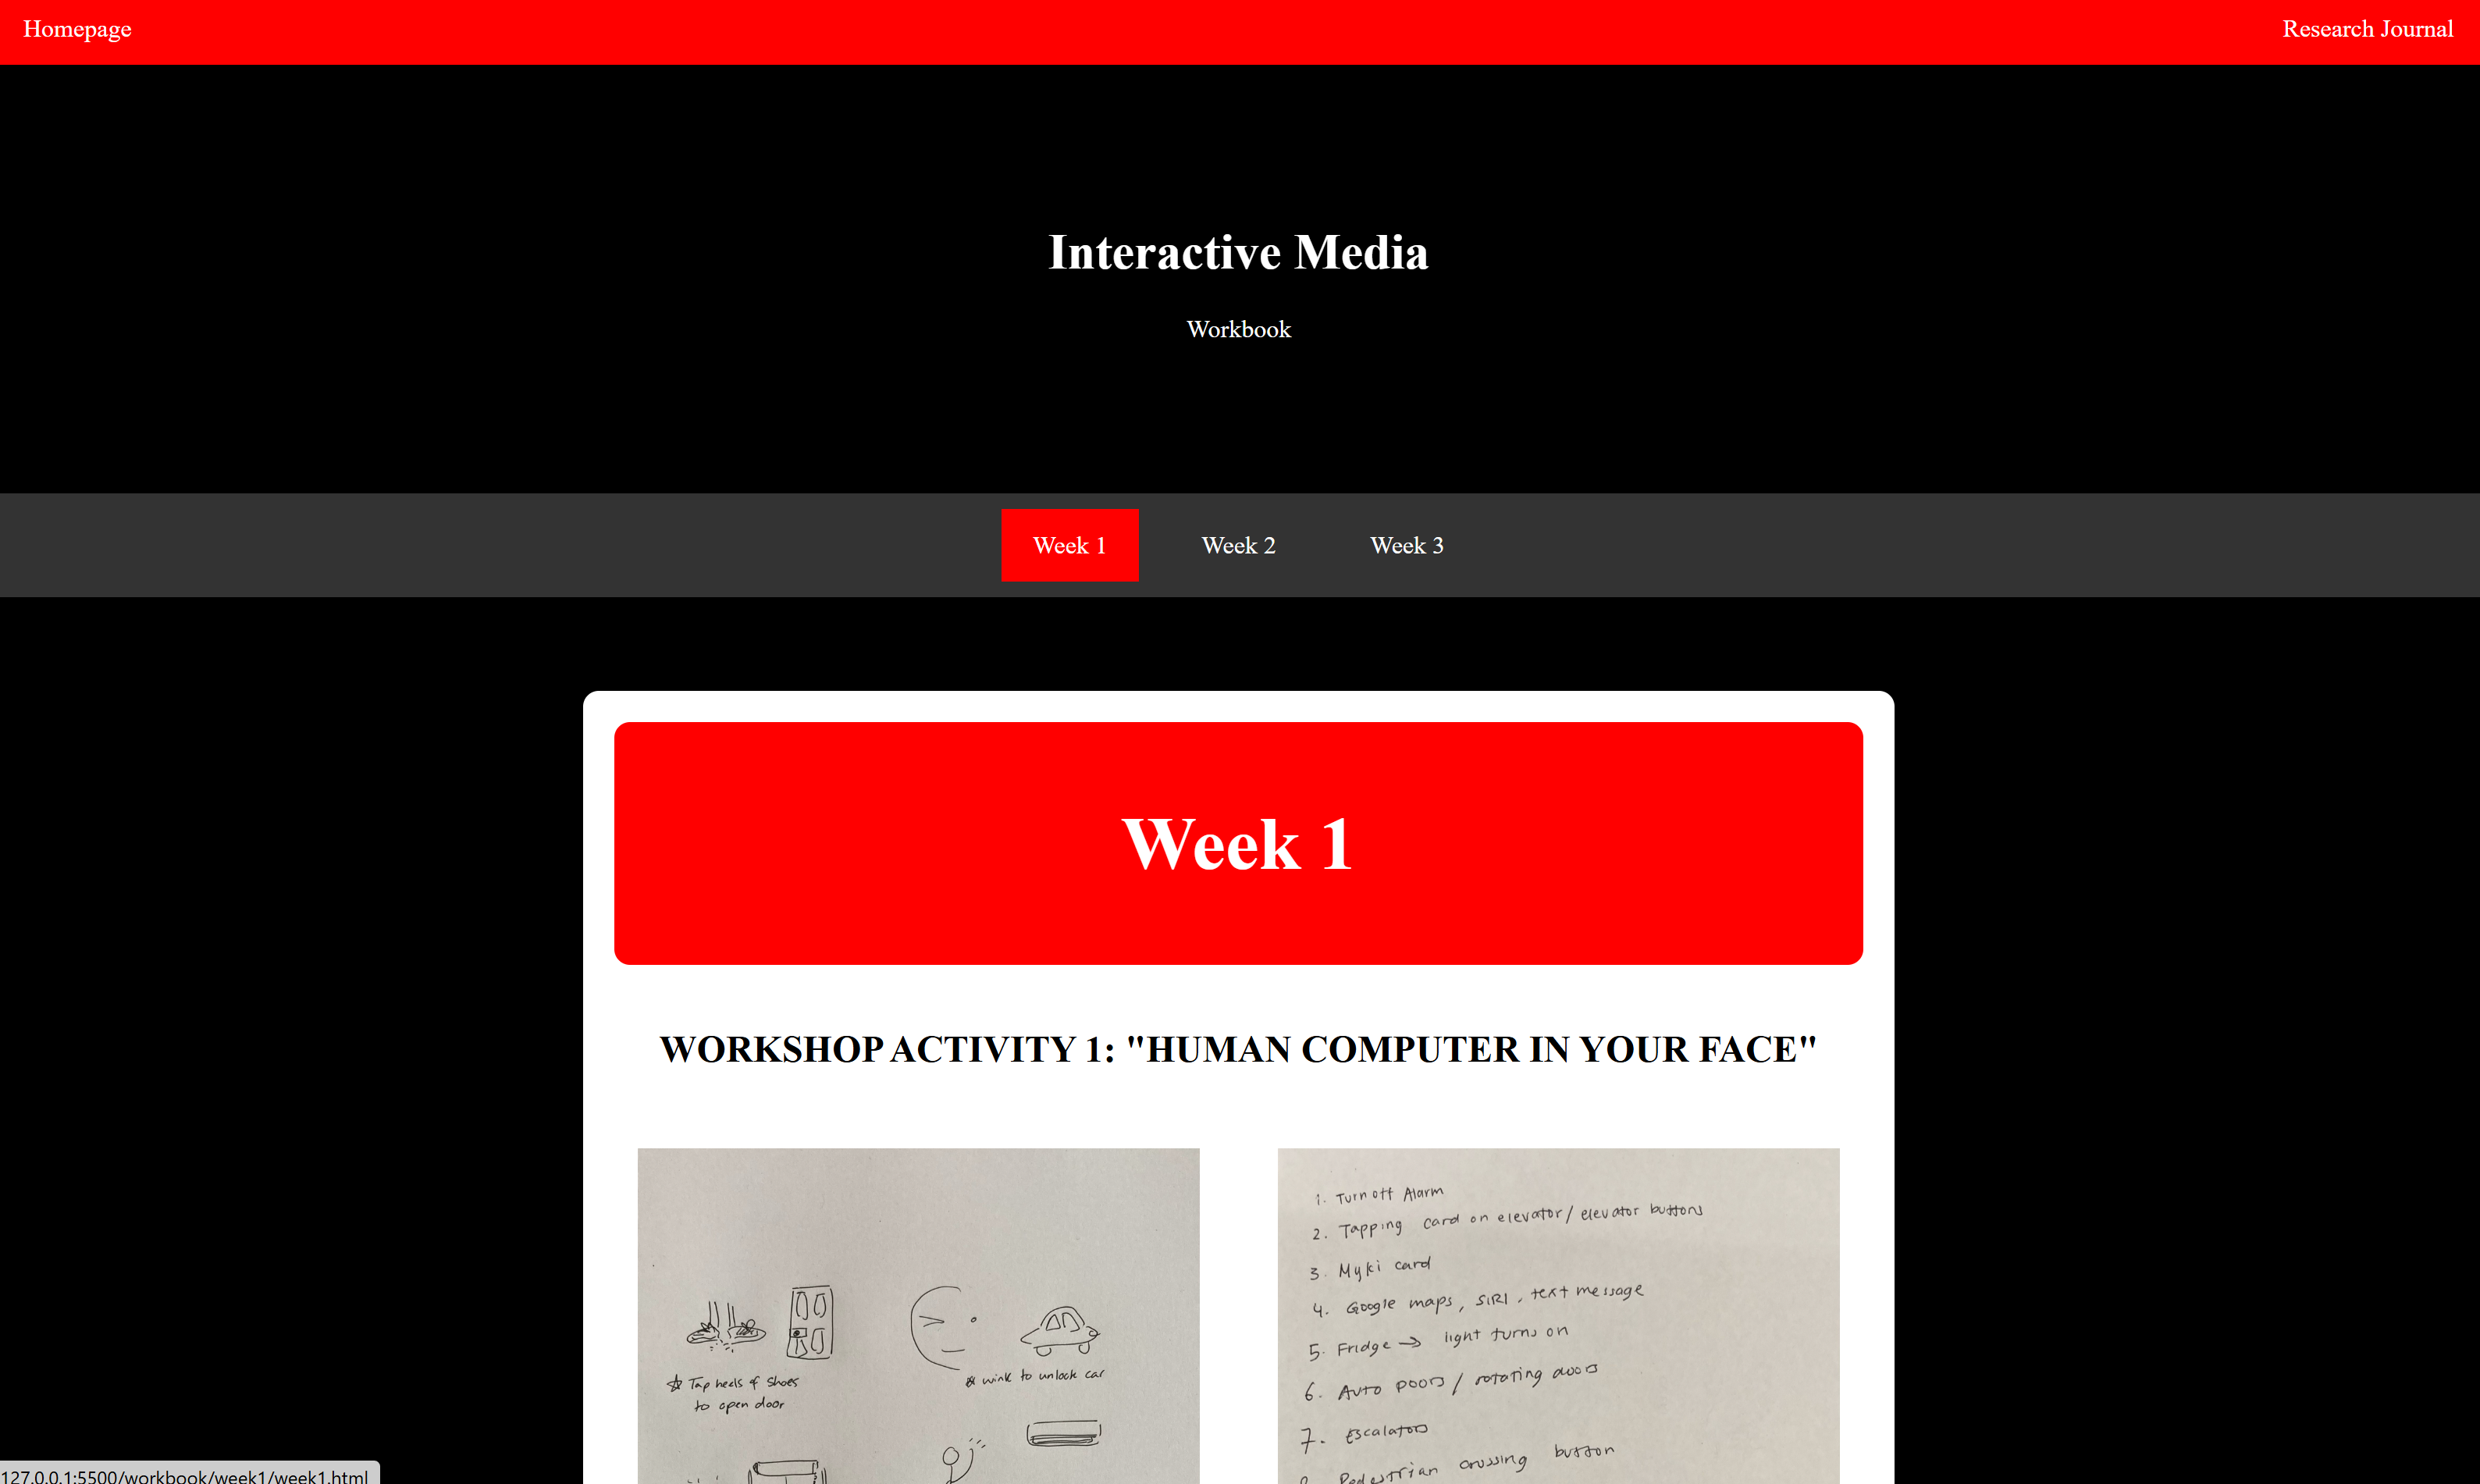 Homepage
Research Journal
Interactive Media
Workbook
Week 1
Week 2
Week 3
Week 1
WORKSHOP ACTIVITY 1: "HUMAN COMPUTER IN YOUR FACE"
☆ Tap heels of shoes
to open door
☆ wink to unlock car
1. Turn off Alarm
2. Tapping card on elevator / elevator buttons
3. Myki card
4. Google maps, SIRI, text message
5. Fridge → light turns on
6. Auto Doors / rotating doors
7. Escalators
8. Pedestrian crossing button
127.0.0.1:5500/workbook/week1/week1.html